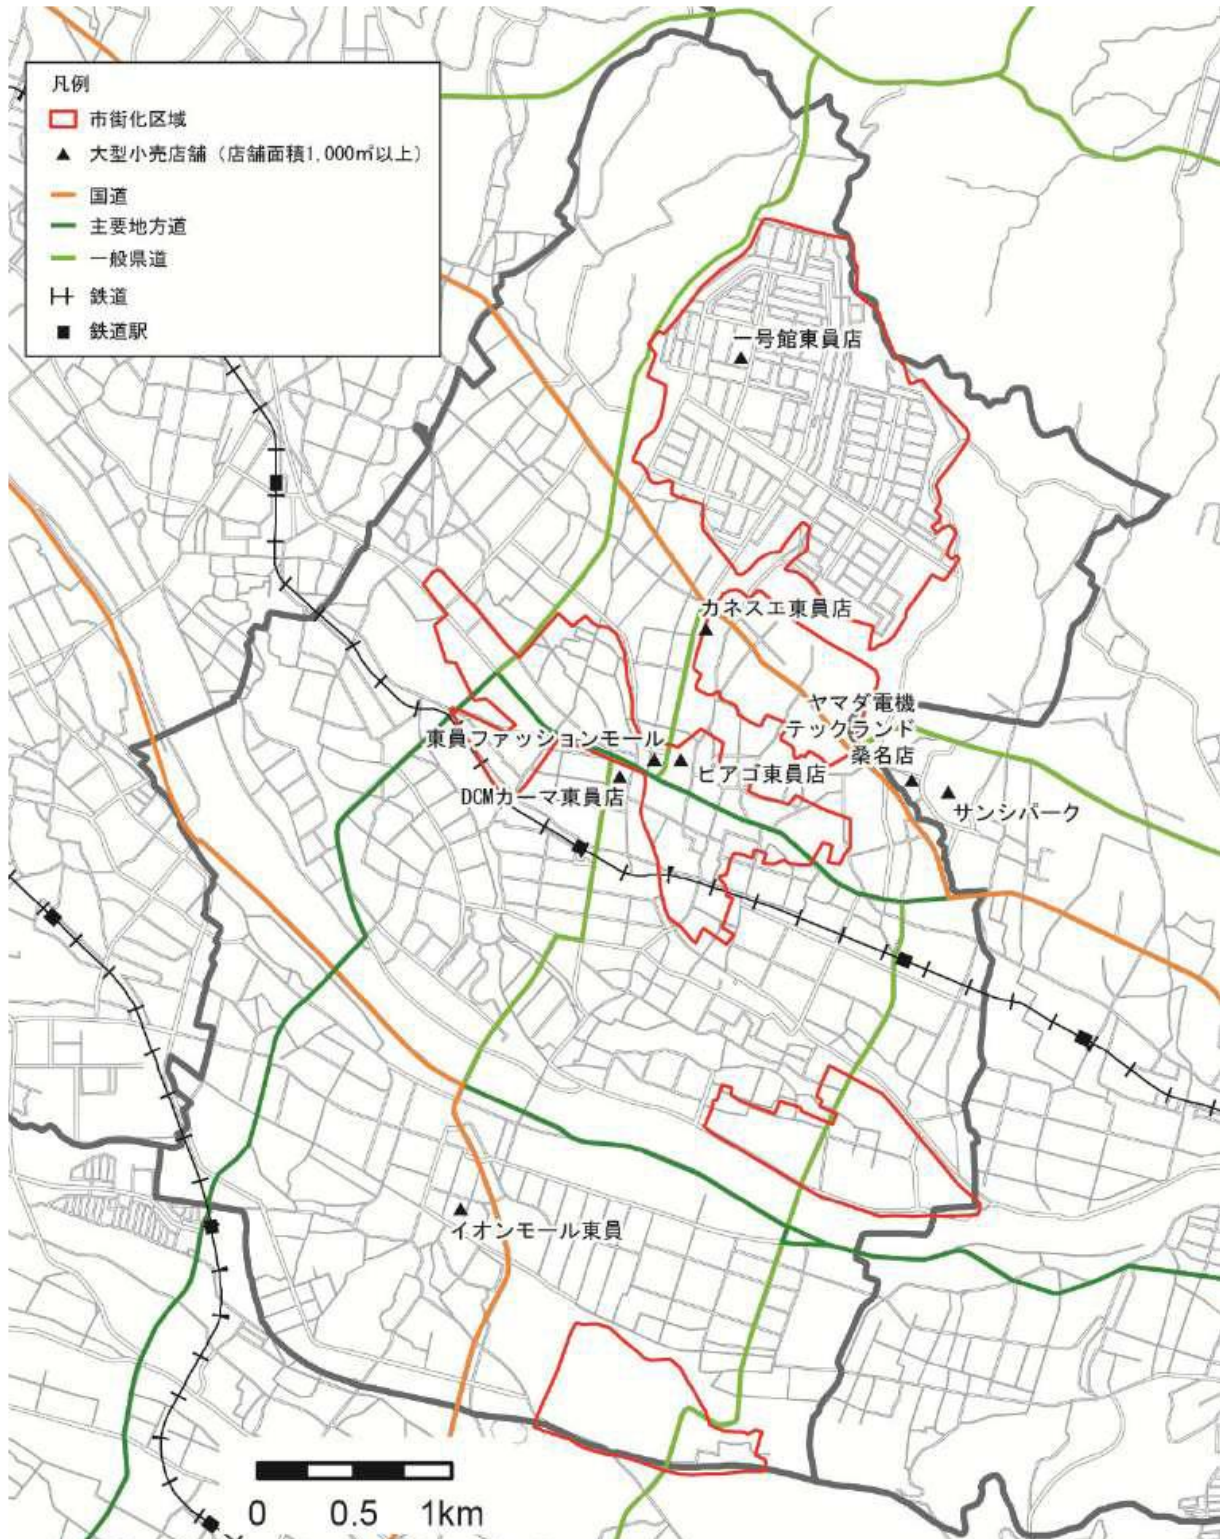 凡例
市街化区域
大型小売店舗（店舗面積1,000㎡以上）
国道
主要地方道
一般県道
鉄道
鉄道駅
一号館東員店
カネスエ東員店
ヤマダ電機
テックランド
桑名店
東員ファッションモール
ピアゴ東員店
DCMカーマ東員店
サンシパーク
イオンモール東員
0 0.5 1km